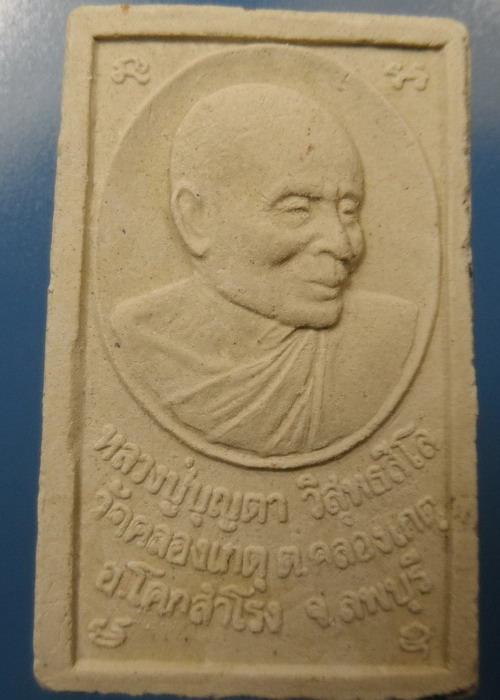 หลวงปู่บุญตา วิสุทธสีโล
วัดคลองเกตุ ต.คลองเกตุ
อ.โคกสำโรง จ.ลพบุรี